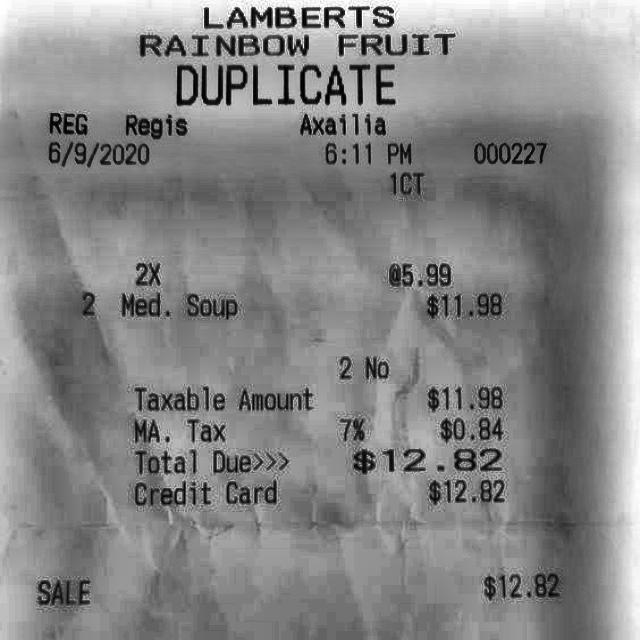 LAMBERTS
RAINBOW FRUIT
DUPLICATE
REG Regis Axailia
6/9/2020 6:11 PM 000227
1CT
2X @5.99
2 Med. Soup $11.98
2 No
Taxable Amount $11.98
MA. Tax 7% $0.84
Total Due>>> $12.82
Credit Card $12.82
SALE $12.82